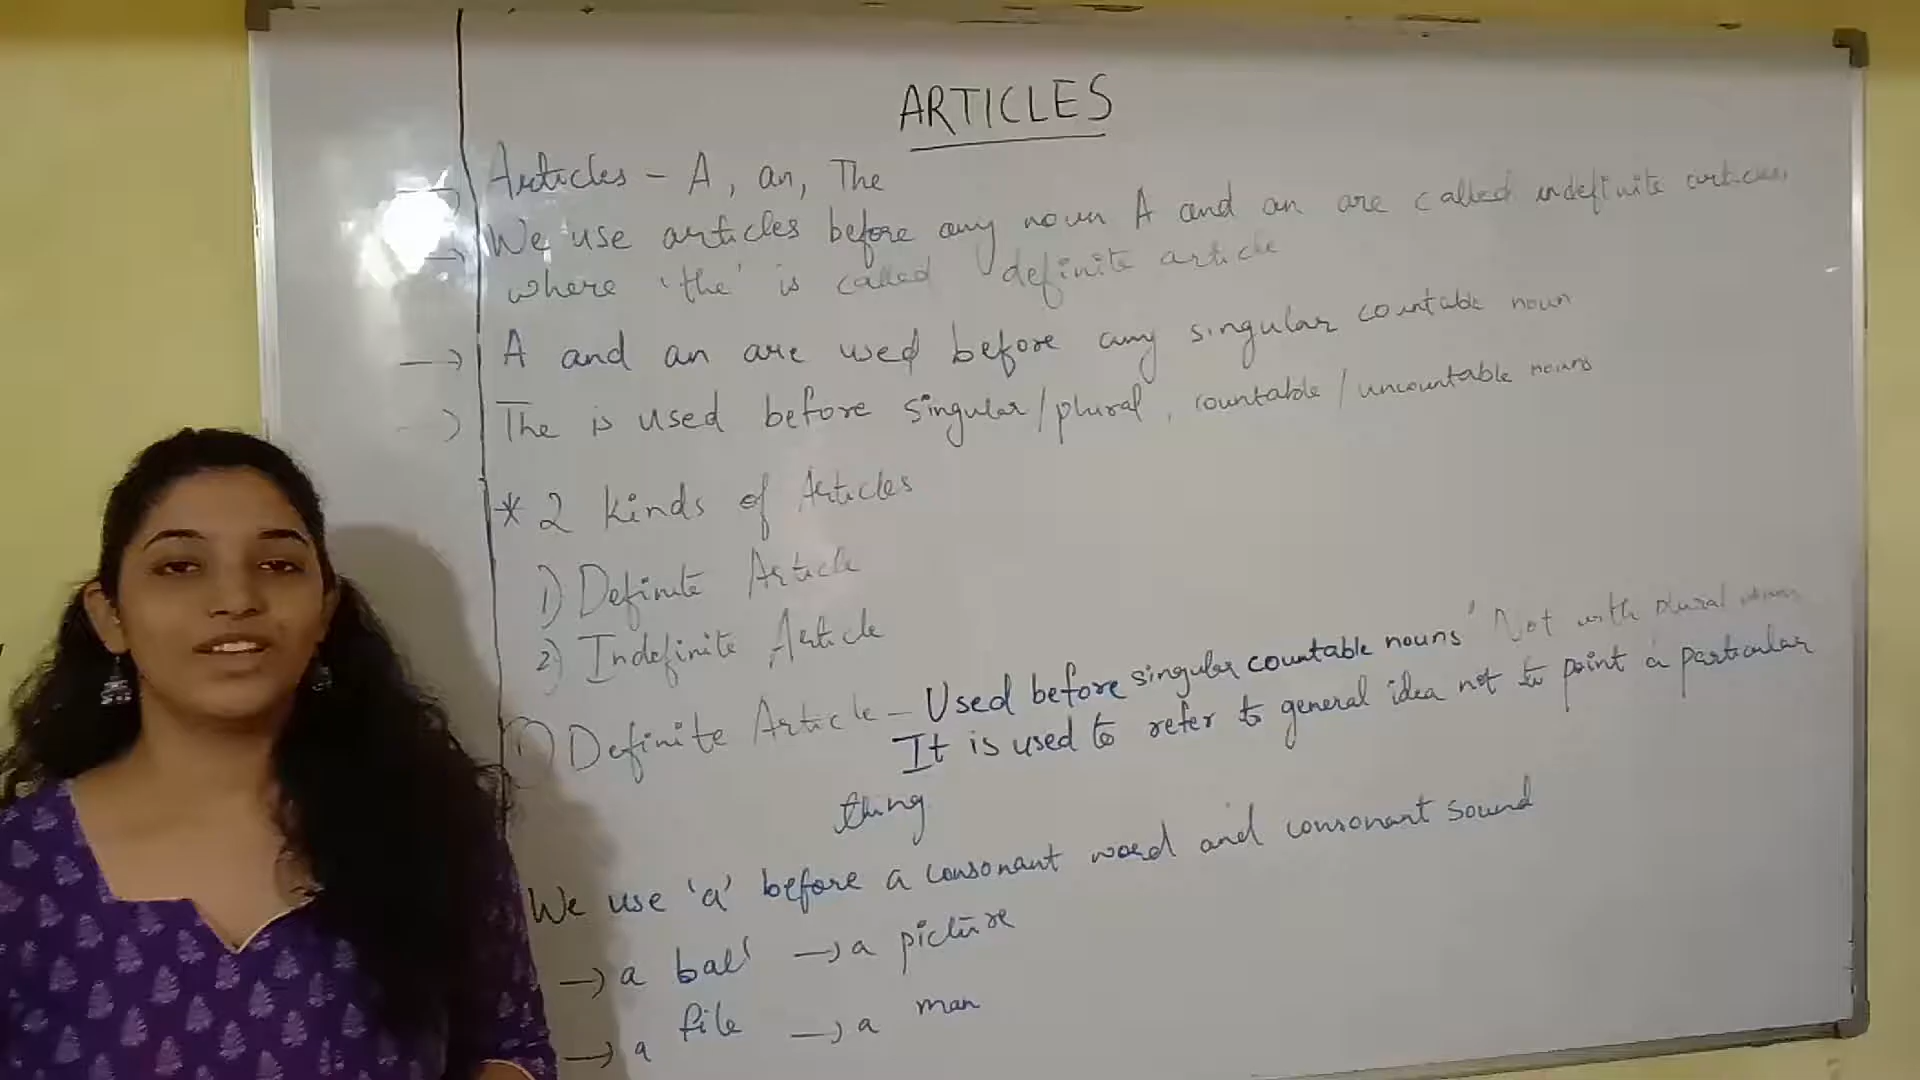 ARTICLES
Articles - A, an, The
We use articles before any noun A and an are called indefinite articles
where 'the' is called definite article
A and an are used before any singular countable noun
The is used before singular/plural, countable/uncountable nouns
* 2 kinds of Articles
1) Definite Article
2) Indefinite Article
1) Definite Article - Used before singular countable nouns' Not with plural nouns
It is used to refer to general idea not to point a particular
thing
We use 'a' before a consonant word and consonant sound
→ a ball → a picture
→ a file → a man